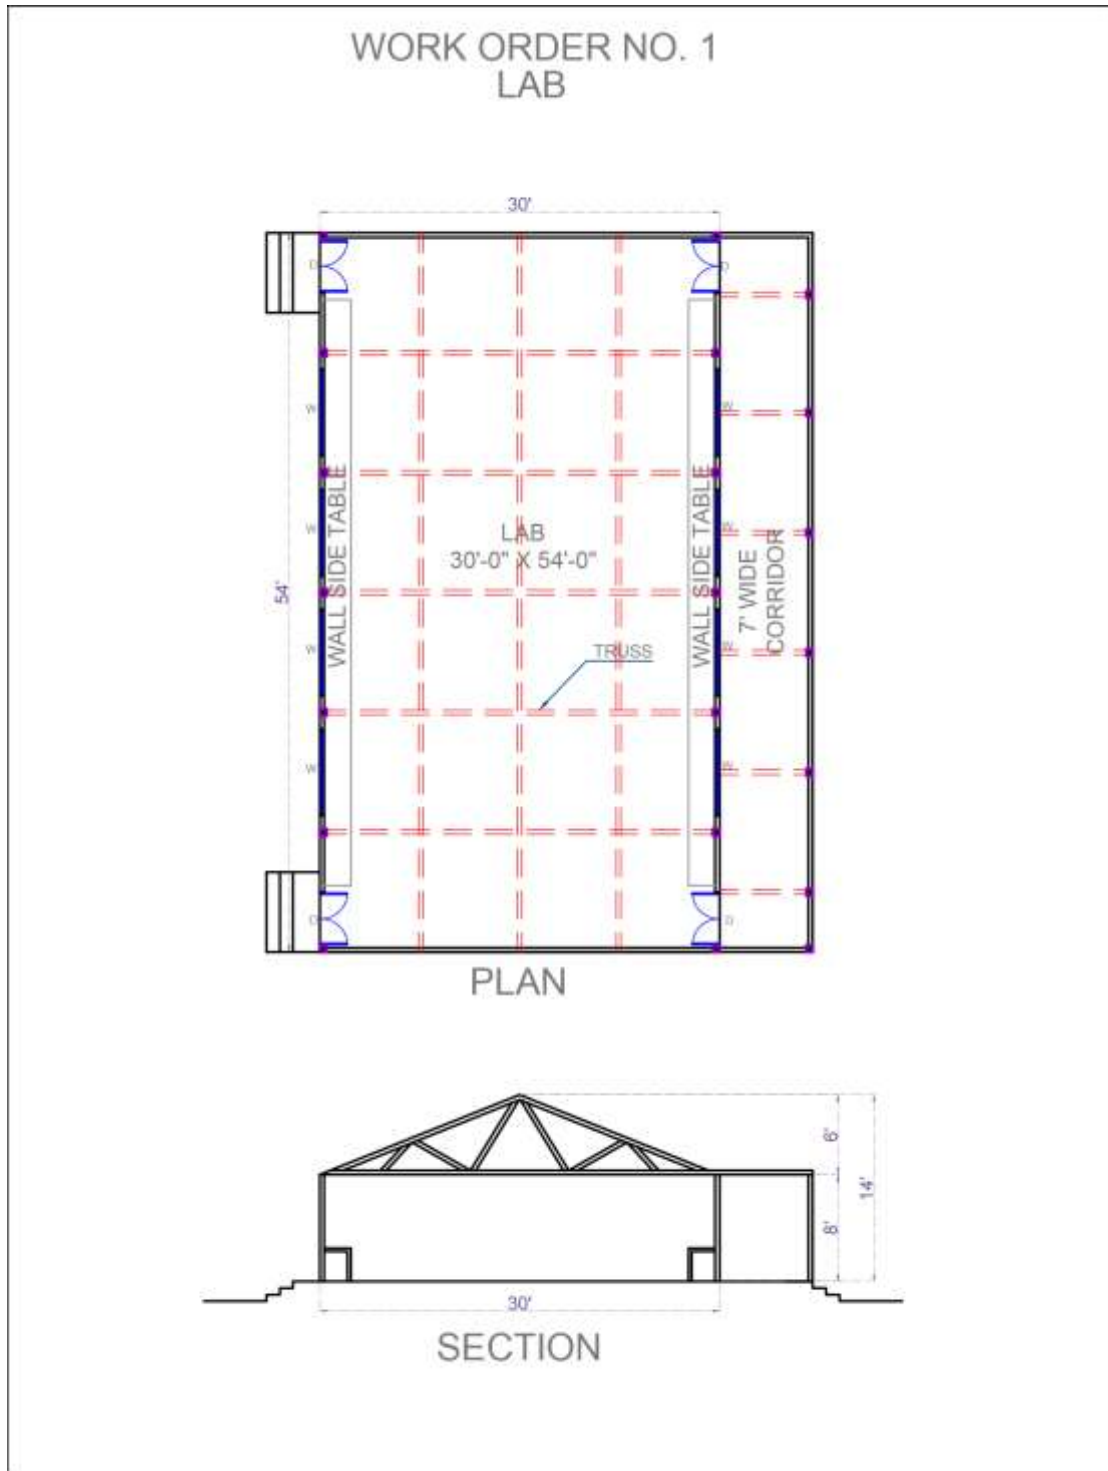 WORK ORDER NO. 1
LAB
30'
D
D
W
W
WALL SIDE TABLE
WALL SIDE TABLE
LAB
30'-0" X 54'-0"
W
W
7' WIDE
CORRIDOR
54'
TRUSS
W
W
W
W
D
D
PLAN
6'
14'
8'
30'
SECTION